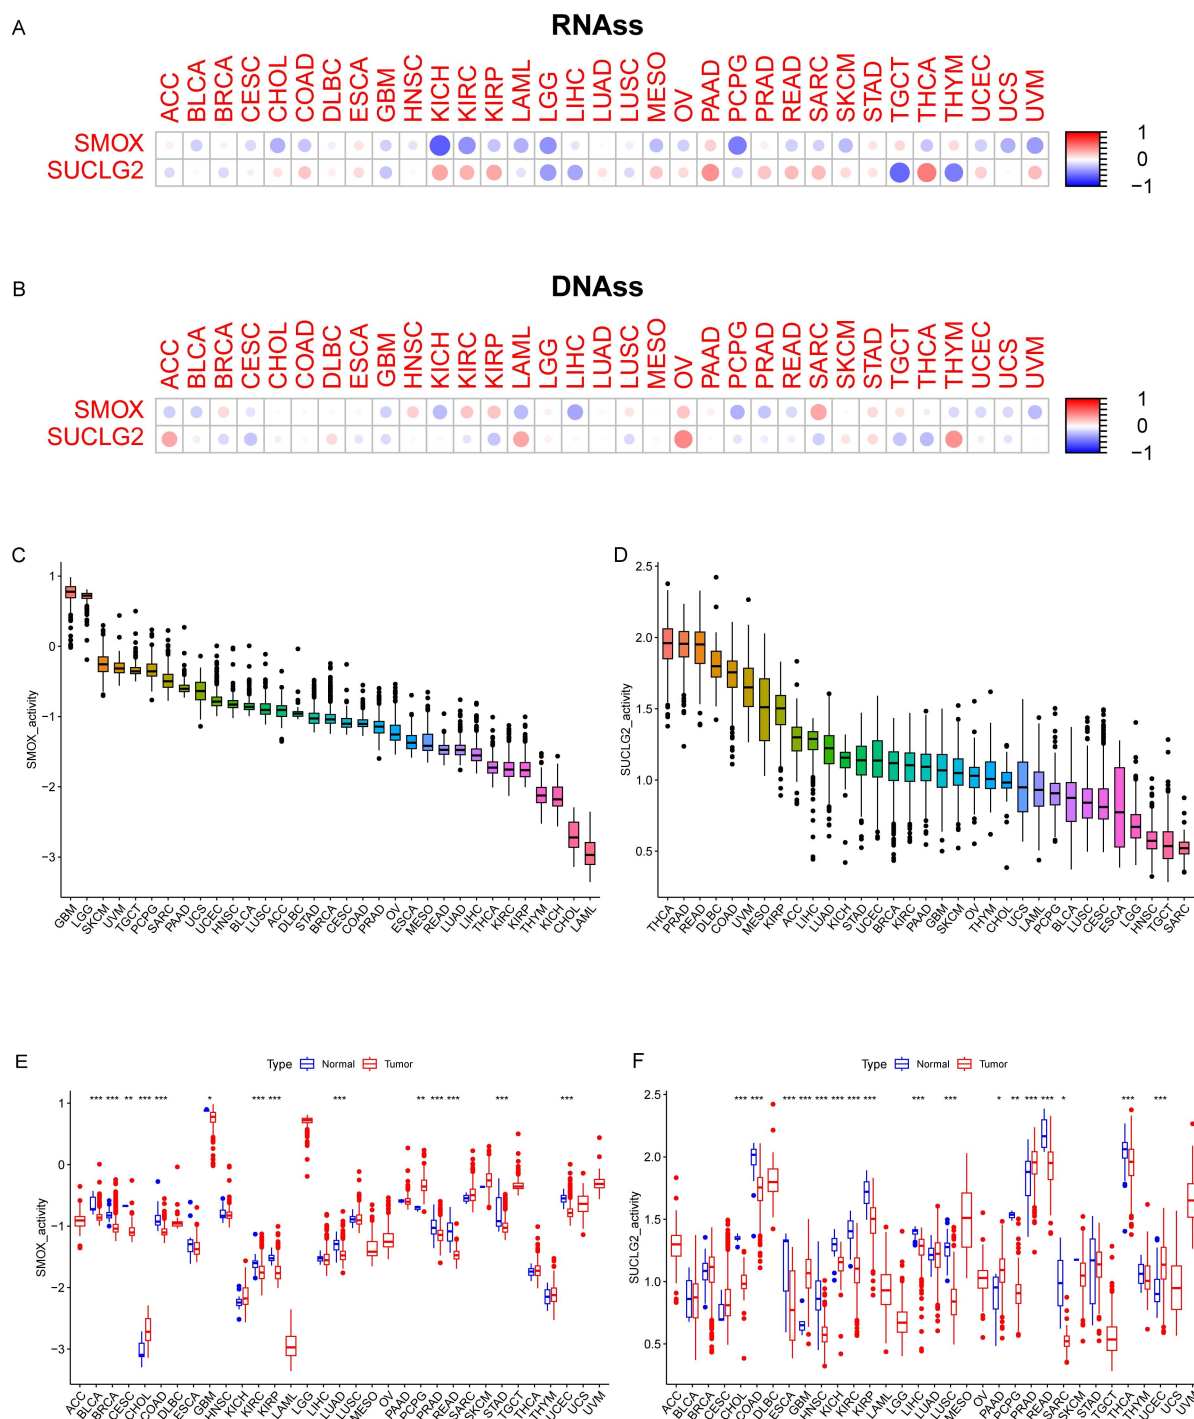 A
RNAss
ACC BLCA BRCA CESC CHOL COAD DLBC ESCA GBM HNSC KICH KIRC KIRP LAML LGG LIHC LUAD LUSC MESO OV PAAD PCPG PRAD READ SARC SKCM STAD TGCT THCA THYM UCEC UCS UVM
SMOX
SUCLG2
1
0
−1
B
DNAss
ACC BLCA BRCA CESC CHOL COAD DLBC ESCA GBM HNSC KICH KIRC KIRP LAML LGG LIHC LUAD LUSC MESO OV PAAD PCPG PRAD READ SARC SKCM STAD TGCT THCA THYM UCEC UCS UVM
SMOX
SUCLG2
1
0
−1
C
SMOX_activity
1
0
−1
−2
−3
GBM LGG SKCM UVM TGCT PCPG SARC PAAD UCS UCEC HNSC BLCA LUSC ACC DLBC STAD BRCA CESC COAD PRAD OV ESCA MESO READ LUAD LIHC THCA KIRC KIRP THYM KICH CHOL LAML
D
SUCLG2_activity
2.5
2.0
1.5
1.0
0.5
THCA PRAD READ DLBC COAD UVM MESO KIRP ACC LIHC LUAD KICH STAD UCEC BRCA KIRC PAAD GBM SKCM OV THYM CHOL UCS LAML PCPG BLCA LUSC CESC ESCA LGG HNSC TGCT SARC
E
Type Normal Tumor
SMOX_activity
*** *** ** *** *** * *** *** *** ** *** *** *** ***
1
0
−1
−2
−3
ACC BLCA BRCA CESC CHOL COAD DLBC ESCA GBM HNSC KICH KIRC KIRP LAML LGG LIHC LUAD LUSC MESO OV PAAD PCPG PRAD READ SARC SKCM STAD TGCT THCA THYM UCEC UCS UVM
F
Type Normal Tumor
SUCLG2_activity
*** *** *** *** *** *** *** *** *** *** * ** *** *** * *** ***
2.5
2.0
1.5
1.0
0.5
ACC BLCA BRCA CESC CHOL COAD DLBC ESCA GBM HNSC KICH KIRC KIRP LAML LGG LIHC LUAD LUSC MESO OV PAAD PCPG PRAD READ SARC SKCM STAD TGCT THCA THYM UCEC UCS UVM